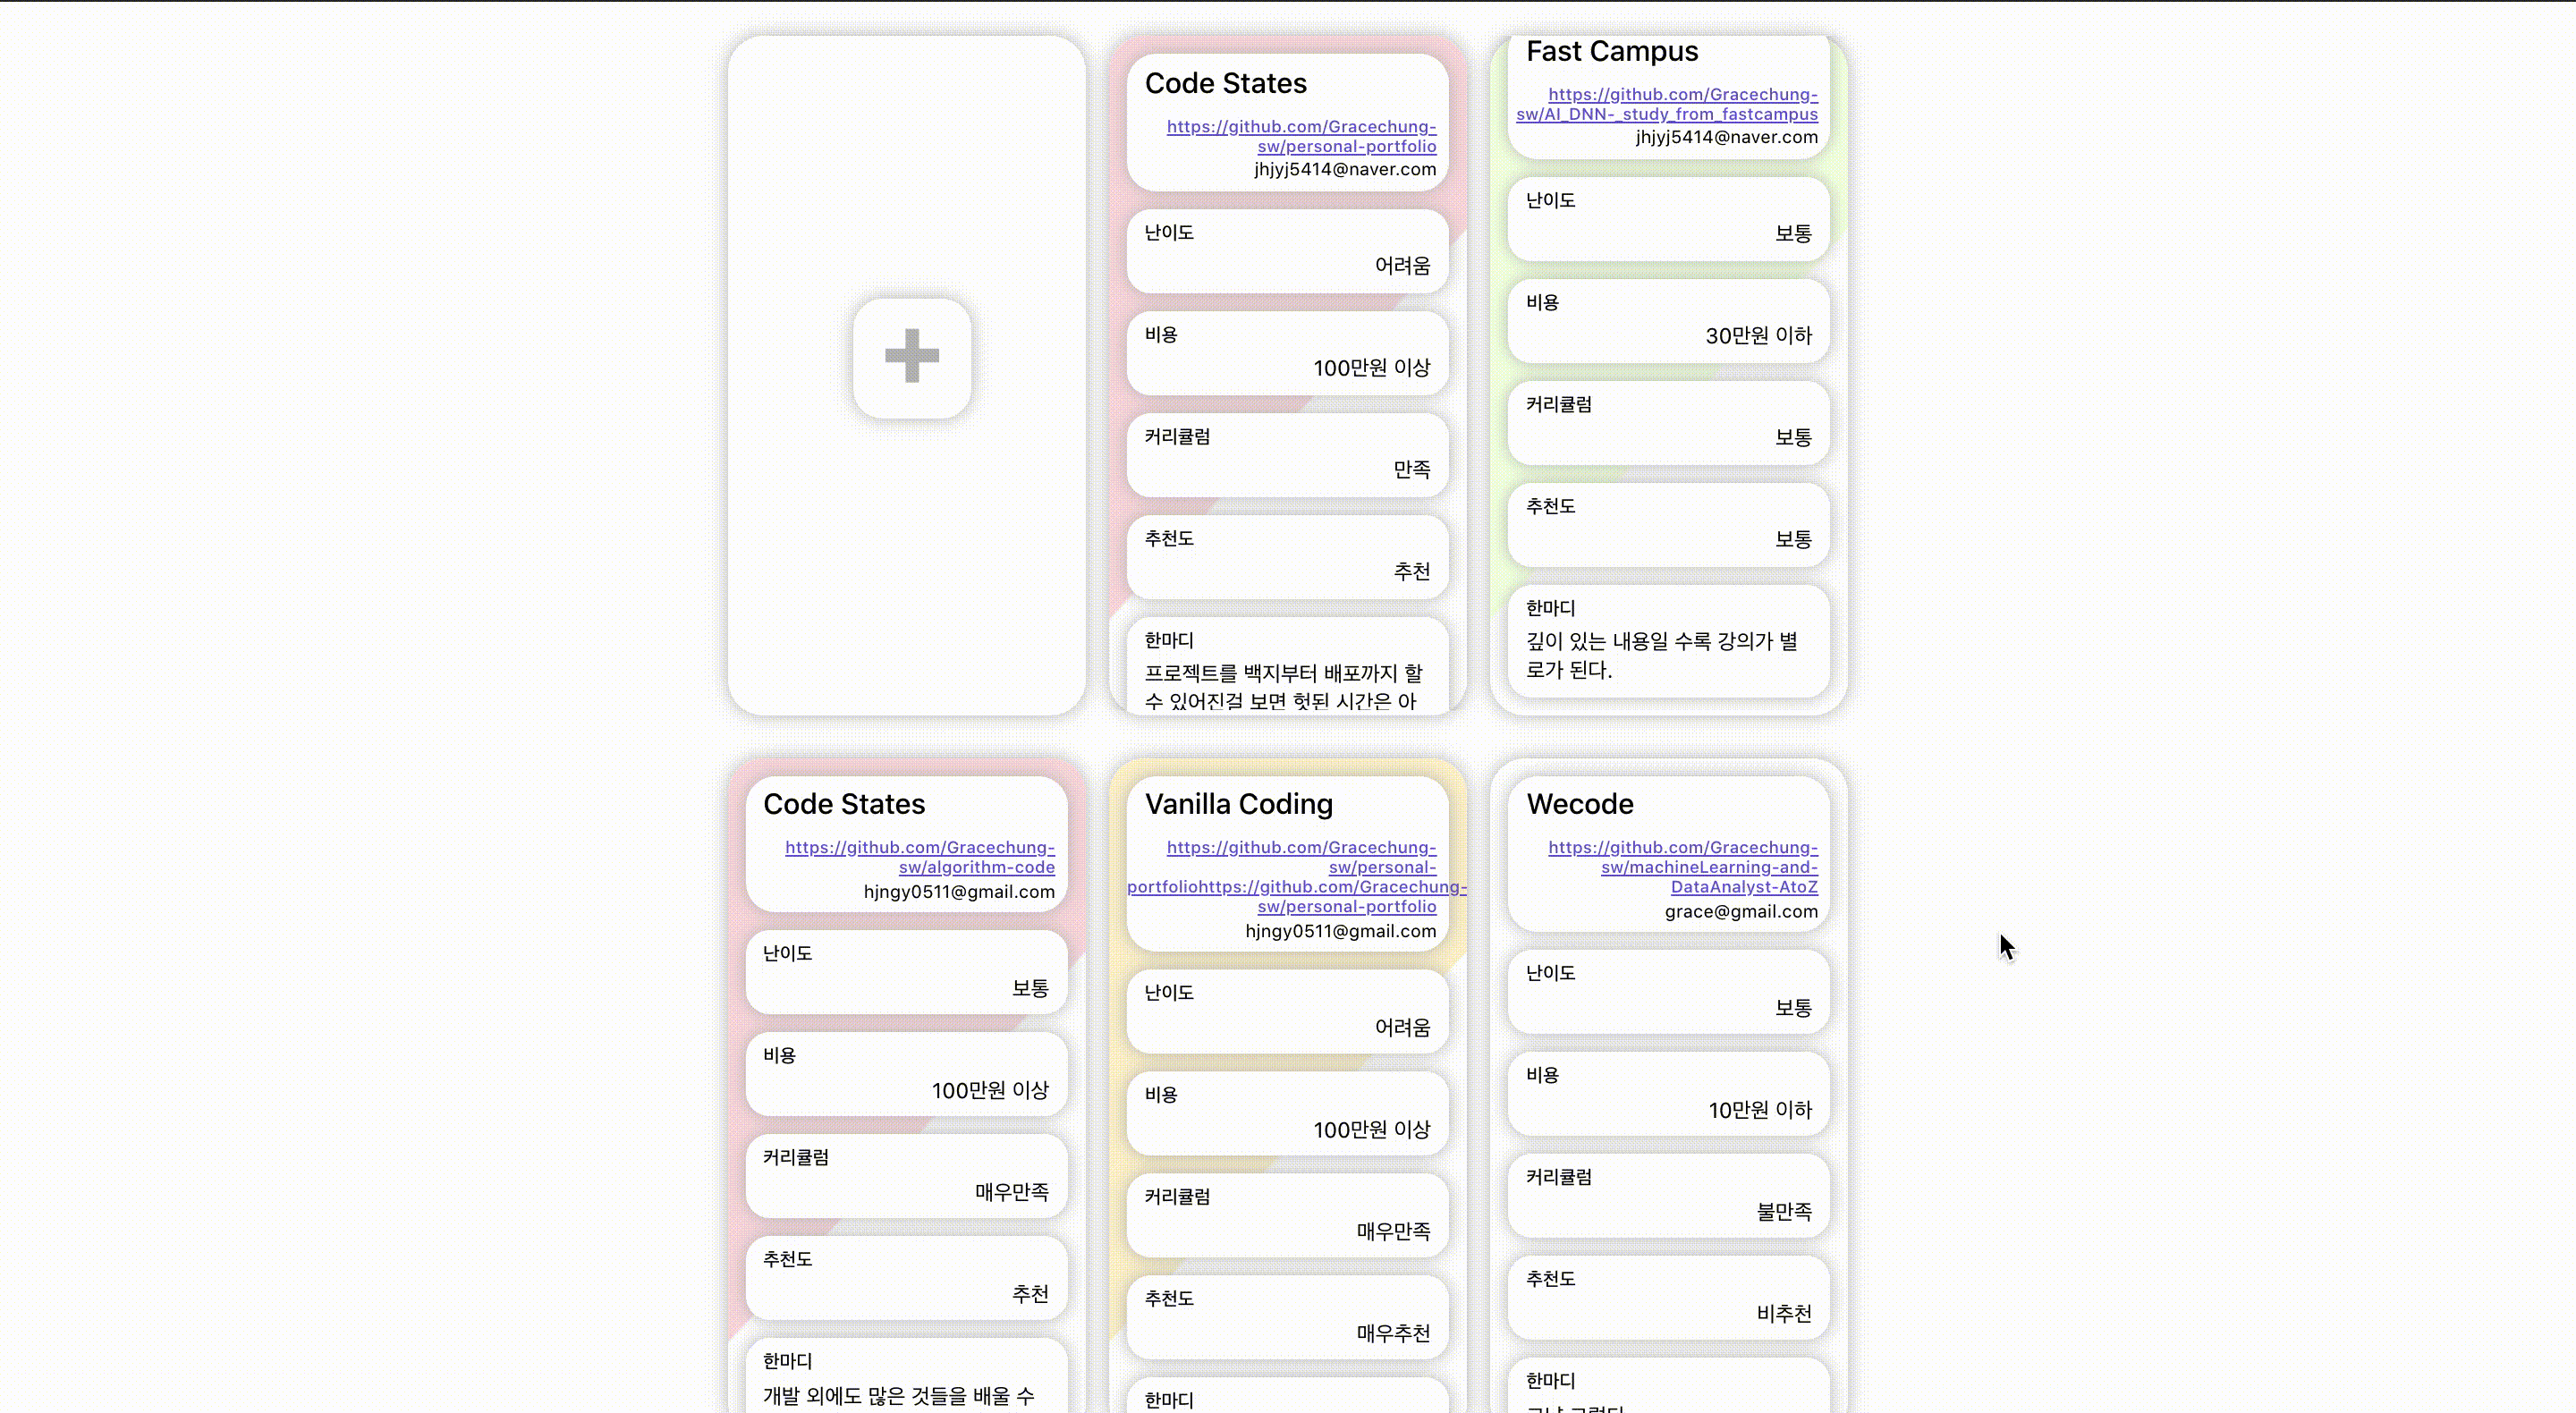 Code States
https://github.com/Gracechung-
sw/personal-portfolio
jhjyj5414@naver.com
난이도
어려움
비용
100만원 이상
커리큘럼
만족
추천도
추천
한마디
프로젝트를 백지부터 배포까지 할
수 있어진걸 보면 헛된 시간은 아
Fast Campus
https://github.com/Gracechung-
sw/AI_DNN-_study_from_fastcampus
jhjyj5414@naver.com
난이도
보통
비용
30만원 이하
커리큘럼
보통
추천도
보통
한마디
깊이 있는 내용일 수록 강의가 별
로가 된다.
Code States
https://github.com/Gracechung-
sw/algorithm-code
hjngy0511@gmail.com
난이도
보통
비용
100만원 이상
커리큘럼
매우만족
추천도
추천
한마디
개발 외에도 많은 것들을 배울 수
Vanilla Coding
https://github.com/Gracechung-
sw/personal-
portfoliohttps://github.com/Gracechung-
sw/personal-portfolio
hjngy0511@gmail.com
난이도
어려움
비용
100만원 이상
커리큘럼
매우만족
추천도
매우추천
한마디
Wecode
https://github.com/Gracechung-
sw/machineLearning-and-
DataAnalyst-AtoZ
grace@gmail.com
난이도
보통
비용
10만원 이하
커리큘럼
불만족
추천도
비추천
한마디